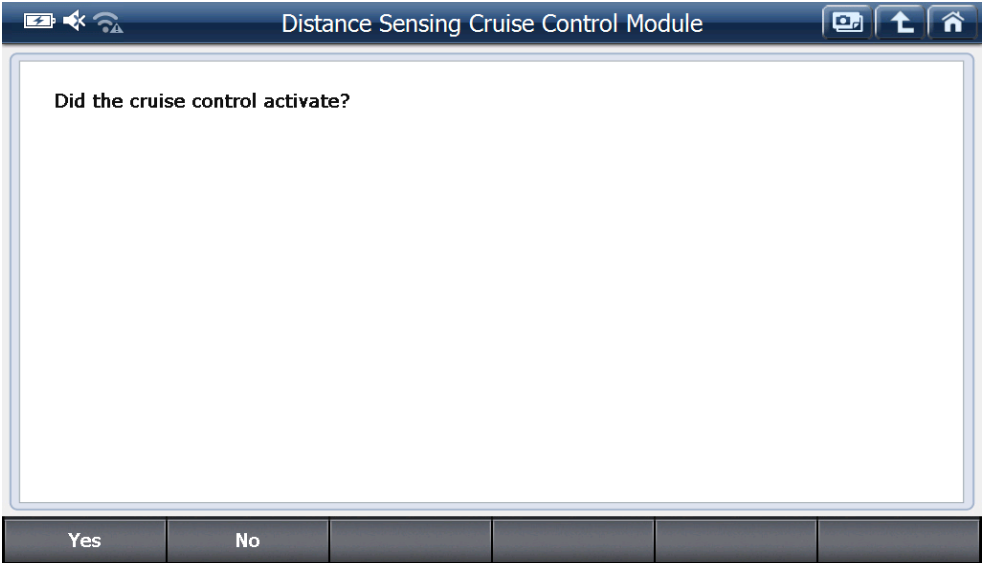 Distance Sensing Cruise Control Module
Did the cruise control activate?
Yes No